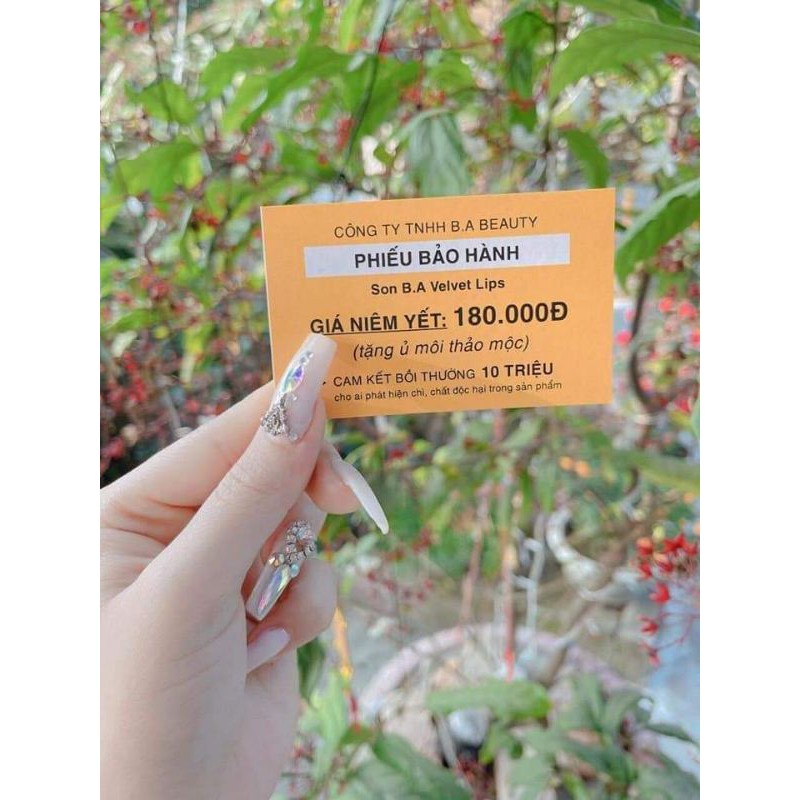 CÔNG TY TNHH B.A BEAUTY
PHIẾU BẢO HÀNH
Son B.A Velvet Lips
GIÁ NIÊM YẾT: 180.000Đ
(tặng ủ môi thảo mộc)
CAM KẾT BỒI THƯỜNG 10 TRIỆU
cho ai phát hiện chì, chất độc hại trong sản phẩm